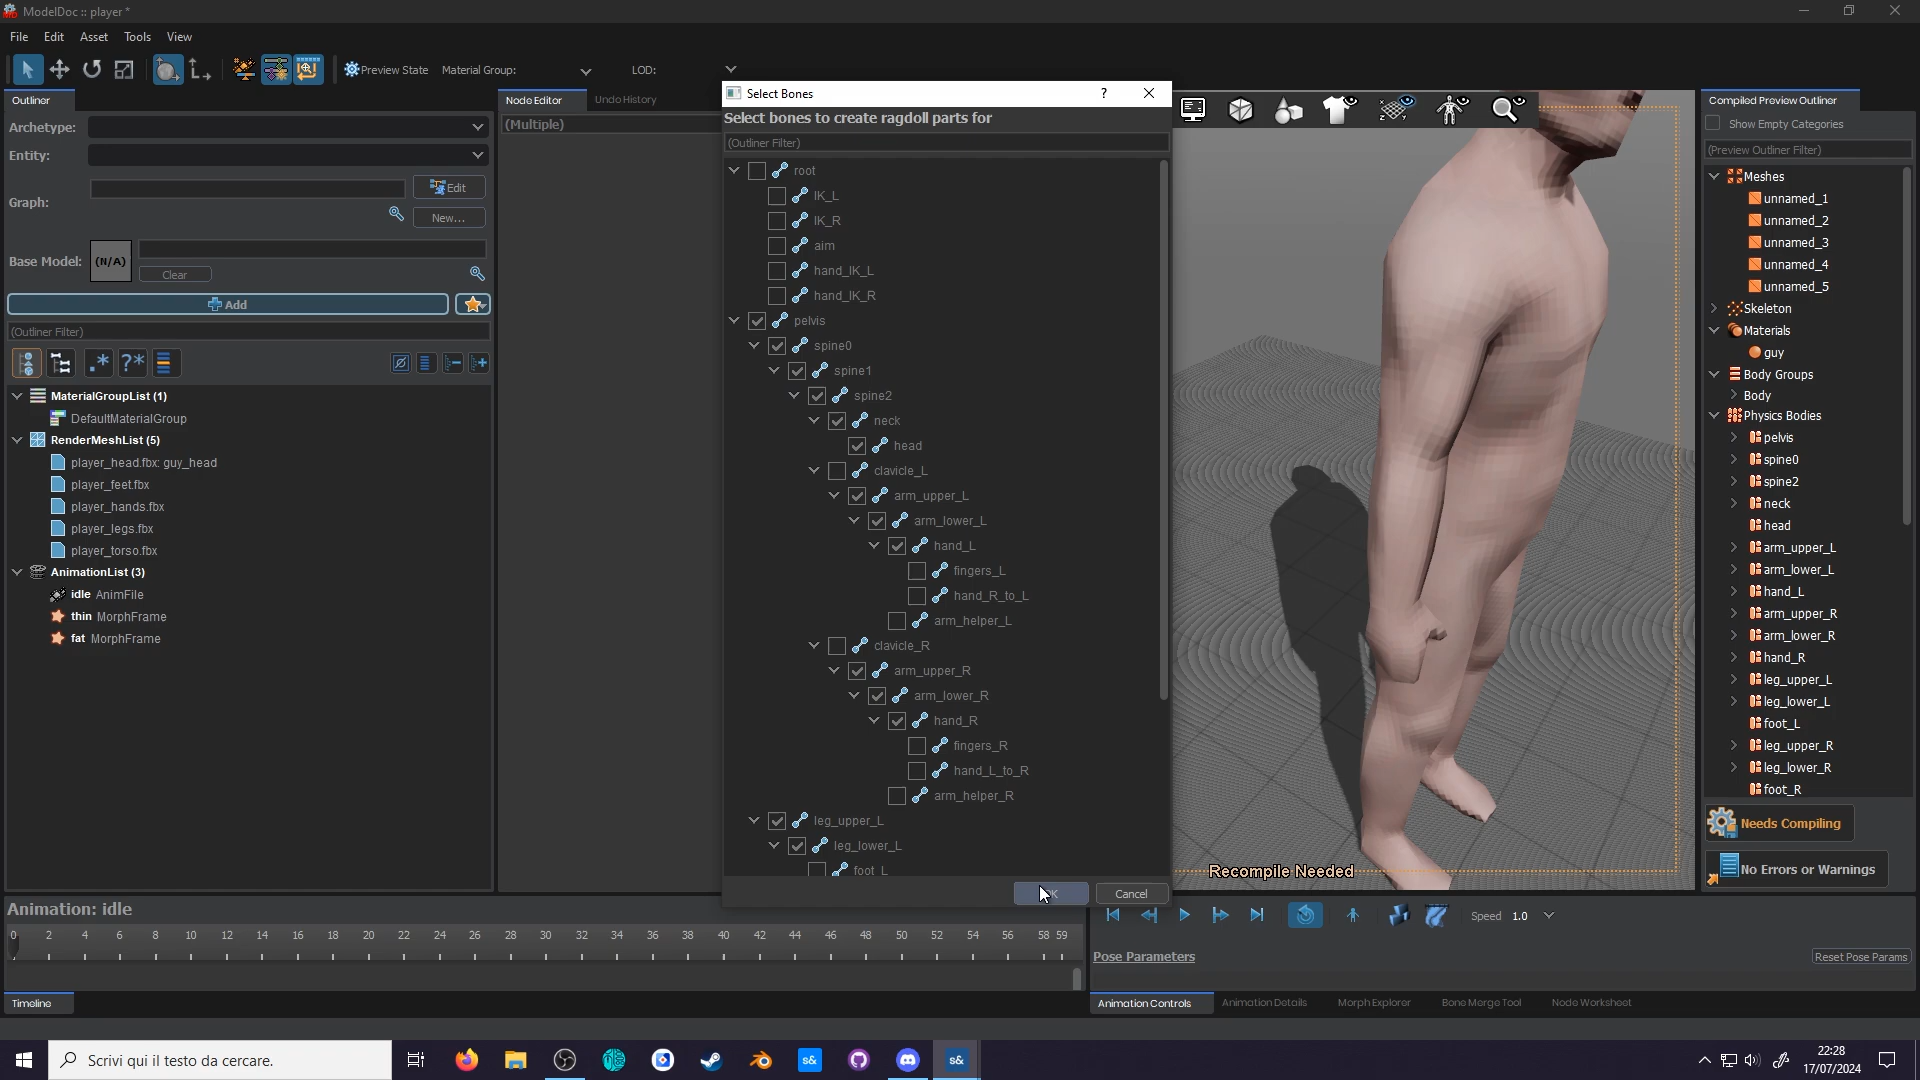 ModelDoc :: player *
File Edit Asset Tools View
Preview State Material Group: LOD:
Outliner
Archetype:
Entity:
Graph:
Edit
New...
Base Model: (N/A)
Clear
Add
(Outliner Filter)
.* ?*
MaterialGroupList (1)
DefaultMaterialGroup
RenderMeshList (5)
player_head.fbx: guy_head
player_feet.fbx
player_hands.fbx
player_legs.fbx
player_torso.fbx
AnimationList (3)
idle AnimFile
thin MorphFrame
fat MorphFrame
Node Editor Undo History
(Multiple)
Select Bones ?
Select bones to create ragdoll parts for
(Outliner Filter)
root
IK_L
IK_R
aim
hand_IK_L
hand_IK_R
pelvis
spine0
spine1
spine2
neck
head
clavicle_L
arm_upper_L
arm_lower_L
hand_L
fingers_L
hand_R_to_L
arm_helper_L
clavicle_R
arm_upper_R
arm_lower_R
hand_R
fingers_R
hand_L_to_R
arm_helper_R
leg_upper_L
leg_lower_L
foot_L
Cancel
Recompile Needed
Compiled Preview Outliner
Show Empty Categories
(Preview Outliner Filter)
Meshes
unnamed_1
unnamed_2
unnamed_3
unnamed_4
unnamed_5
Skeleton
Materials
guy
Body Groups
Body
Physics Bodies
pelvis
spine0
spine2
neck
head
arm_upper_L
arm_lower_L
hand_L
arm_upper_R
arm_lower_R
hand_R
leg_upper_L
leg_lower_L
foot_L
leg_upper_R
leg_lower_R
foot_R
Needs Compiling
No Errors or Warnings
Animation: idle
0 2 4 6 8 10 12 14 16 18 20 22 24 26 28 30 32 34 36 38 40 42 44 46 48 50 52 54 56 58 59
Timeline
Speed 1.0
Pose Parameters
Reset Pose Params
Animation Controls Animation Details Morph Explorer Bone Merge Tool Node Worksheet
Scrivi qui il testo da cercare.
s& s&
22:28
17/07/2024